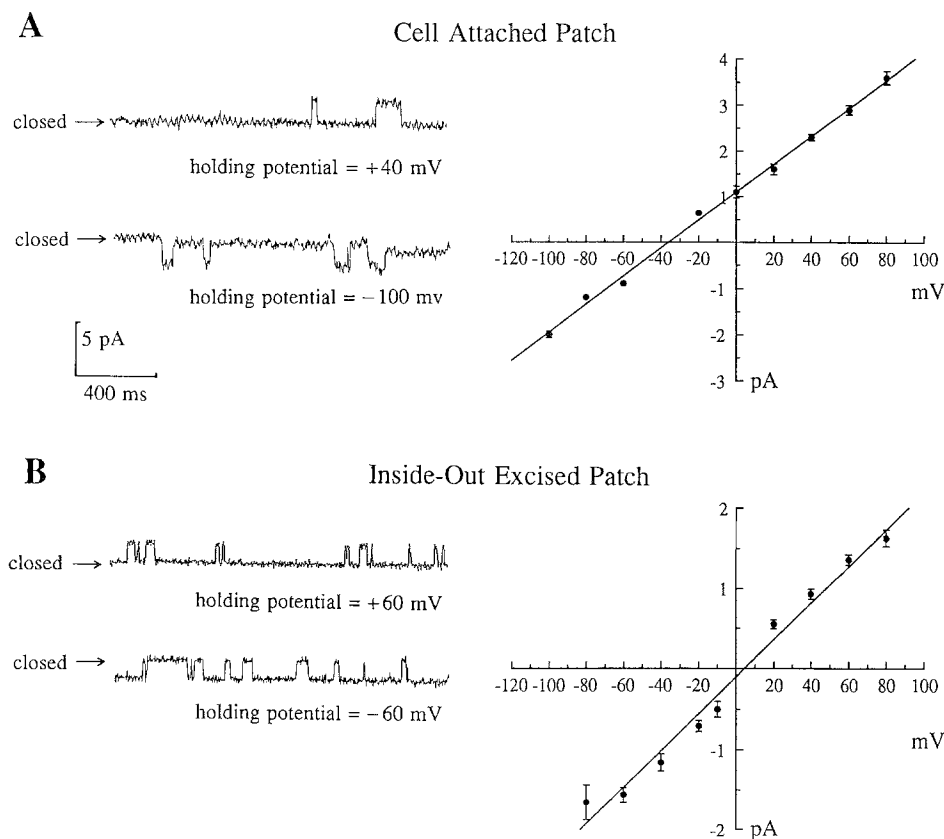 A
Cell Attached Patch
closed
holding potential = +40 mV
closed
holding potential = −100 mv
5 pA
400 ms
4
3
2
1
-120 -100 -80 -60 -40 -20 20 40 60 80 100
mV
-1
-2
-3 pA
B
Inside-Out Excised Patch
closed
holding potential = +60 mV
closed
holding potential = −60 mV
2
1
-120 -100 -80 -60 -40 -20 20 40 60 80 100
mV
-1
-2 pA